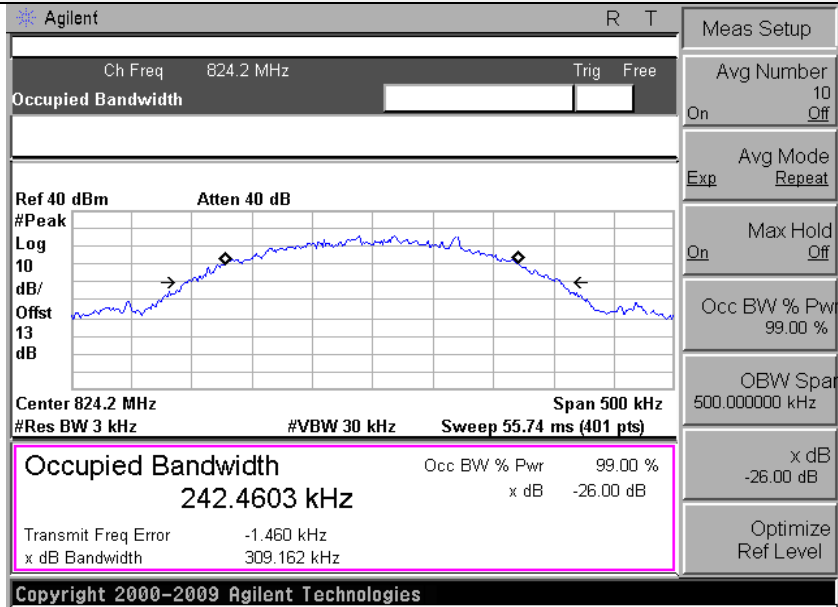 Agilent R T
Ch Freq 824.2 MHz Trig Free
Occupied Bandwidth
Ref 40 dBm Atten 40 dB
#Peak
Log
10
dB/
Offst
13
dB
Center 824.2 MHz Span 500 kHz
#Res BW 3 kHz #VBW 30 kHz Sweep 55.74 ms (401 pts)
Occupied Bandwidth Occ BW % Pwr 99.00 %
242.4603 kHz x dB -26.00 dB
Transmit Freq Error -1.460 kHz
x dB Bandwidth 309.162 kHz
Copyright 2000-2009 Agilent Technologies
Meas Setup
Avg Number
10
On Off
Avg Mode
Exp Repeat
Max Hold
On Off
Occ BW % Pwr
99.00 %
OBW Span
500.000000 kHz
x dB
-26.00 dB
Optimize
Ref Level